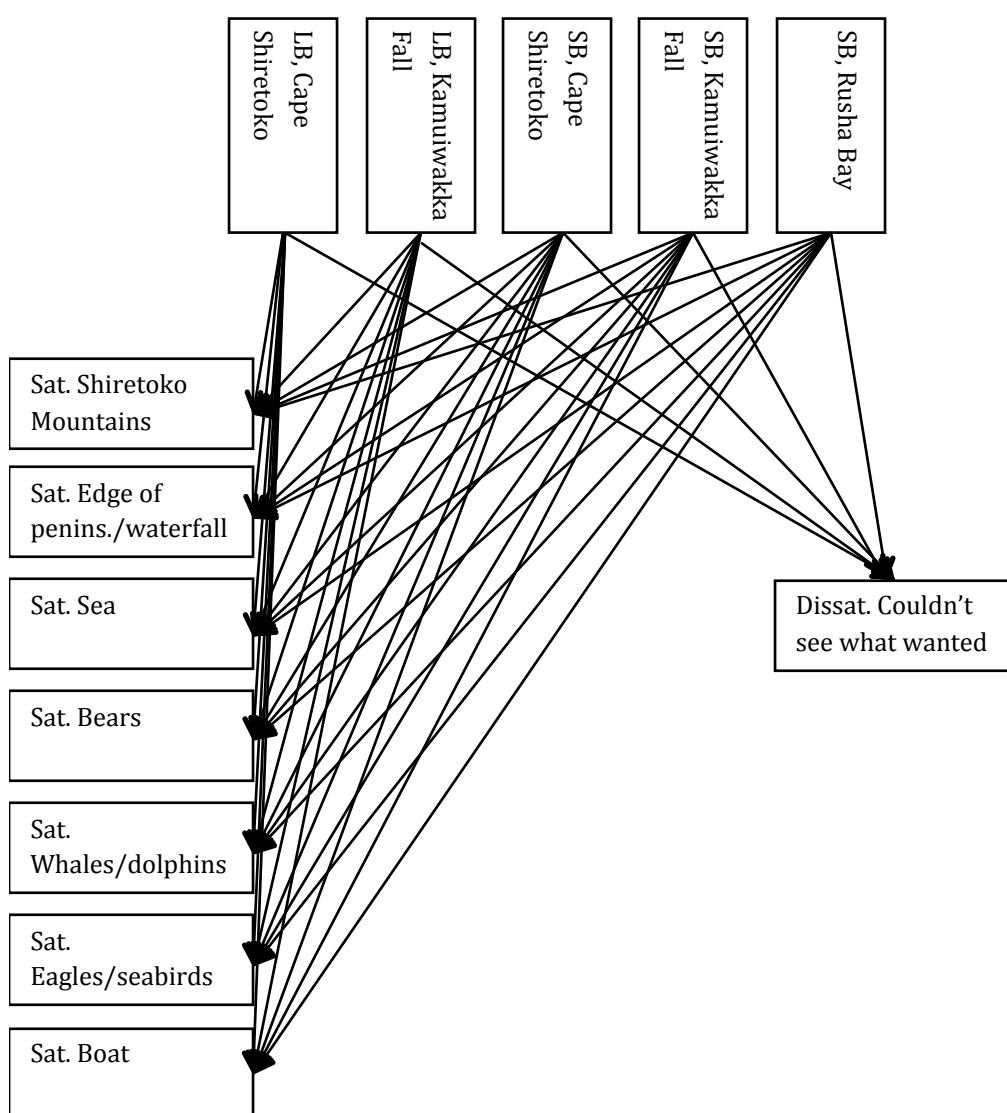 LB, Cape
Shiretoko
LB, Kamuiwakka
Fall
SB, Cape
Shiretoko
SB, Kamuiwakka
Fall
SB, Rusha Bay
Sat. Shiretoko
Mountains
Sat. Edge of
penins./waterfall
Sat. Sea
Dissat. Couldn’t
see what wanted
Sat. Bears
Sat.
Whales/dolphins
Sat.
Eagles/seabirds
Sat. Boat